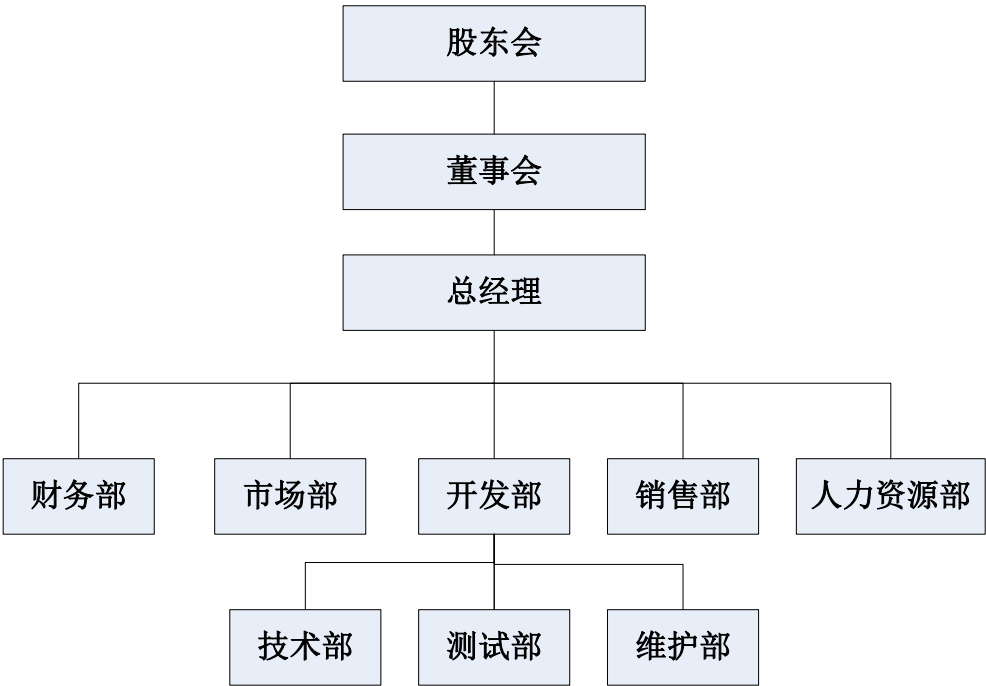 股东会
董事会
总经理
财务部
市场部
开发部
销售部
人力资源部
技术部
测试部
维护部